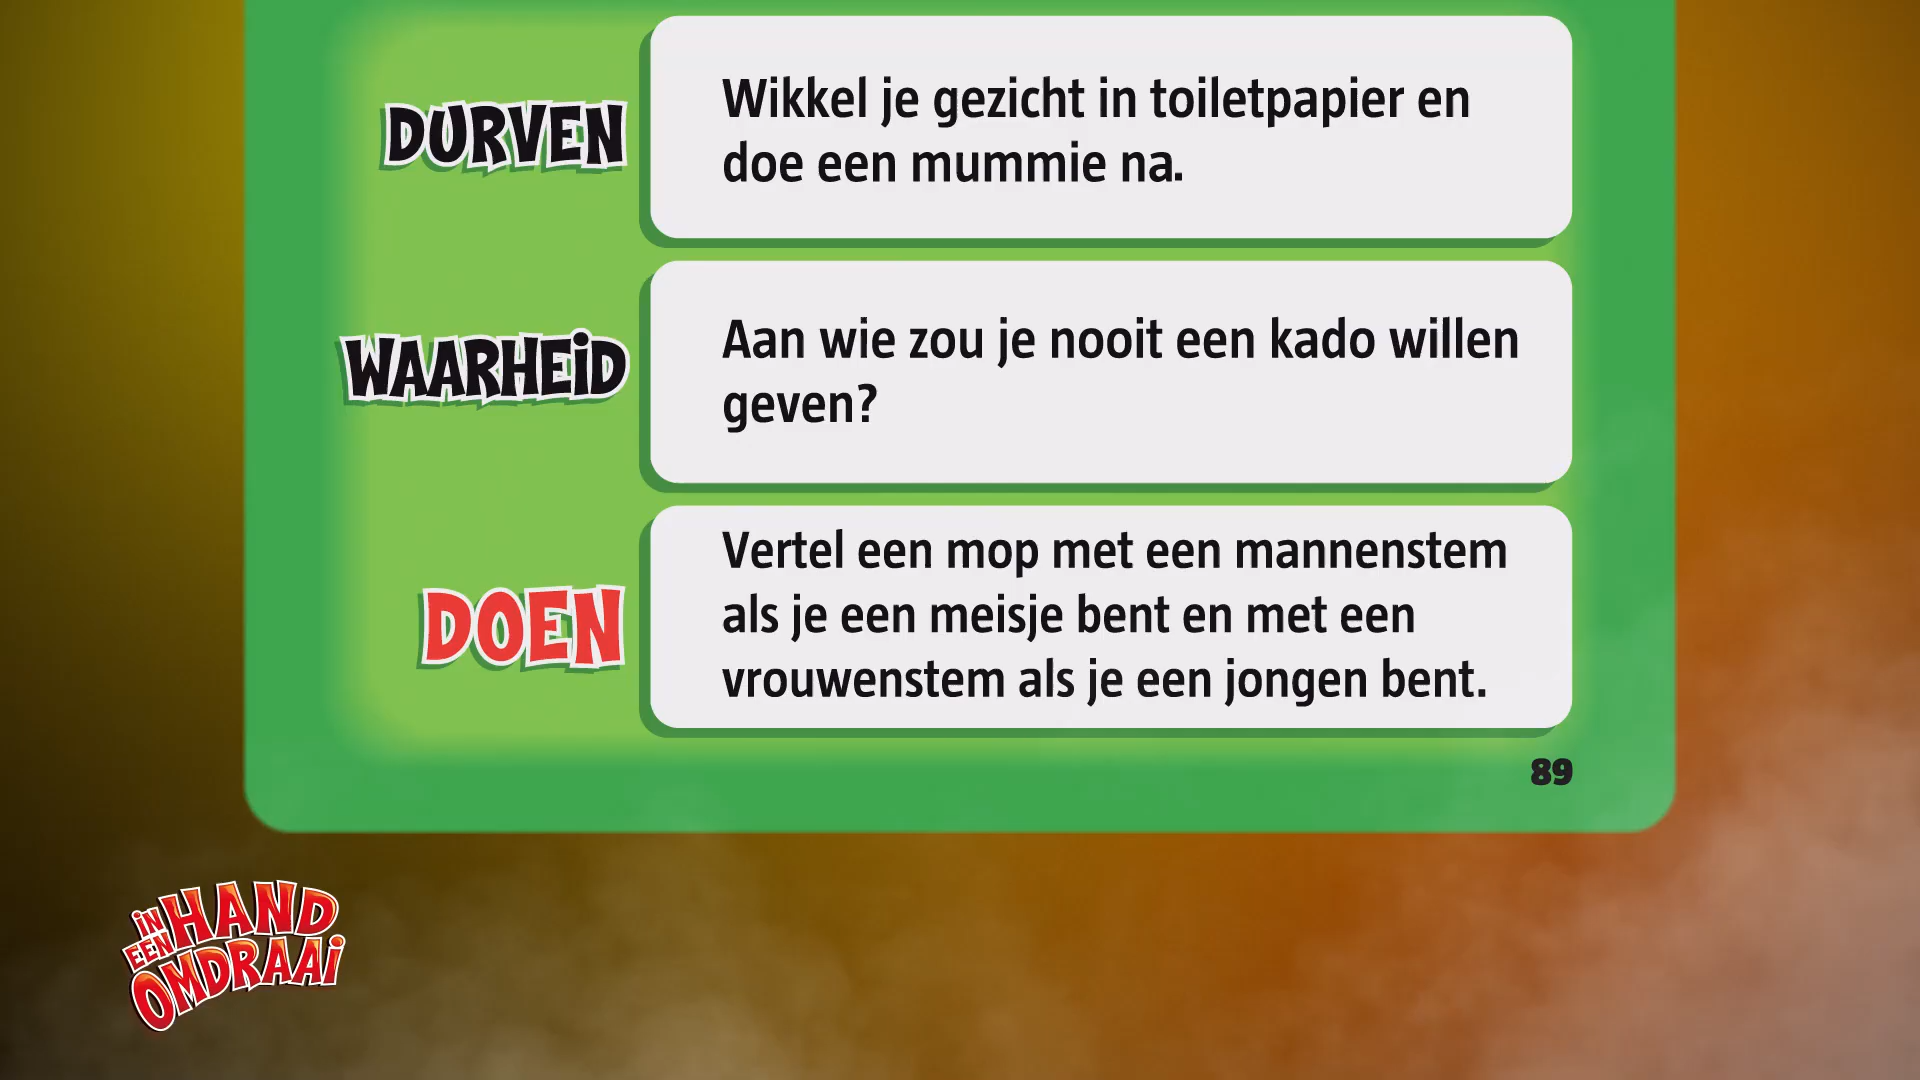 DURVEN
Wikkel je gezicht in toiletpapier en
doe een mummie na.
WAARHEiD
Aan wie zou je nooit een kado willen
geven?
DOEN
Vertel een mop met een mannenstem
als je een meisje bent en met een
vrouwenstem als je een jongen bent.
89
iN EEN HAND
OMDRAAi